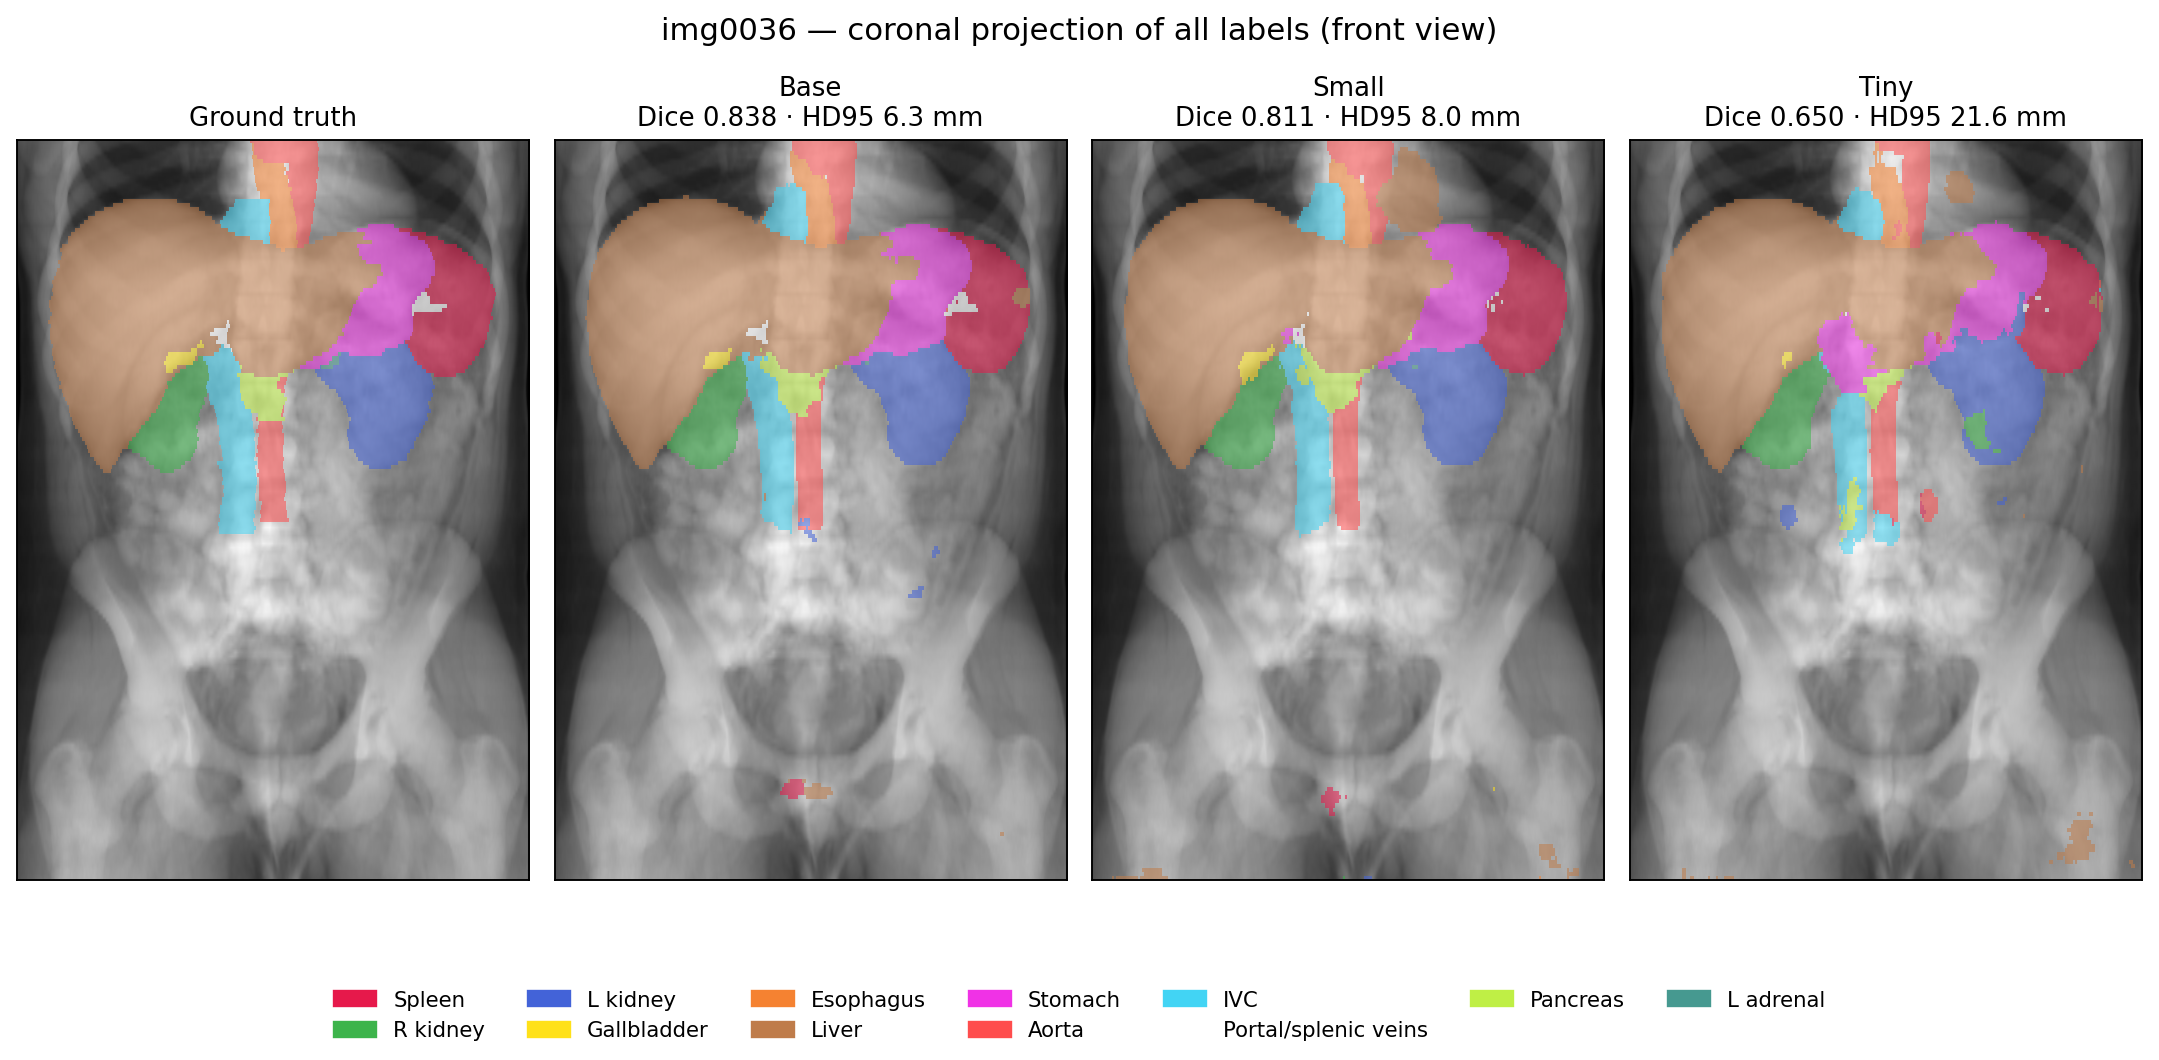 img0036 — coronal projection of all labels (front view)
Ground truth
Base
Dice 0.838 · HD95 6.3 mm
Small
Dice 0.811 · HD95 8.0 mm
Tiny
Dice 0.650 · HD95 21.6 mm
Spleen
R kidney
L kidney
Gallbladder
Esophagus
Liver
Stomach
Aorta
IVC
Portal/splenic veins
Pancreas
L adrenal